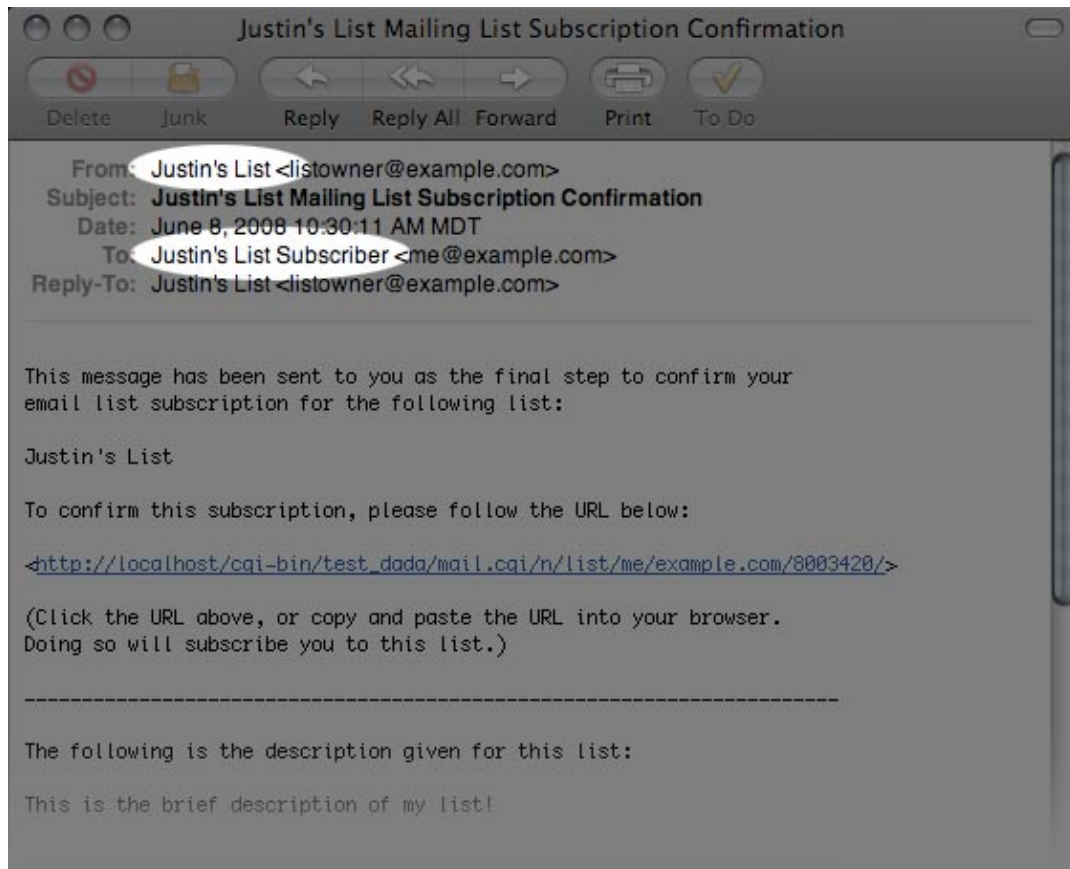 Justin's List Mailing List Subscription Confirmation
Delete Junk Reply Reply All Forward Print To Do
From: Justin's List <listowner@example.com>
Subject: Justin's List Mailing List Subscription Confirmation
Date: June 8, 2008 10:30:11 AM MDT
To: Justin's List Subscriber <me@example.com>
Reply-To: Justin's List <listowner@example.com>
This message has been sent to you as the final step to confirm your
email list subscription for the following list:
Justin's List
To confirm this subscription, please follow the URL below:
<http://localhost/cgi-bin/test_dada/mail.cgi/n/list/me/example.com/8003420/>
(Click the URL above, or copy and paste the URL into your browser.
Doing so will subscribe you to this list.)
----------------------------------------------------------------------
The following is the description given for this list:
This is the brief description of my list!